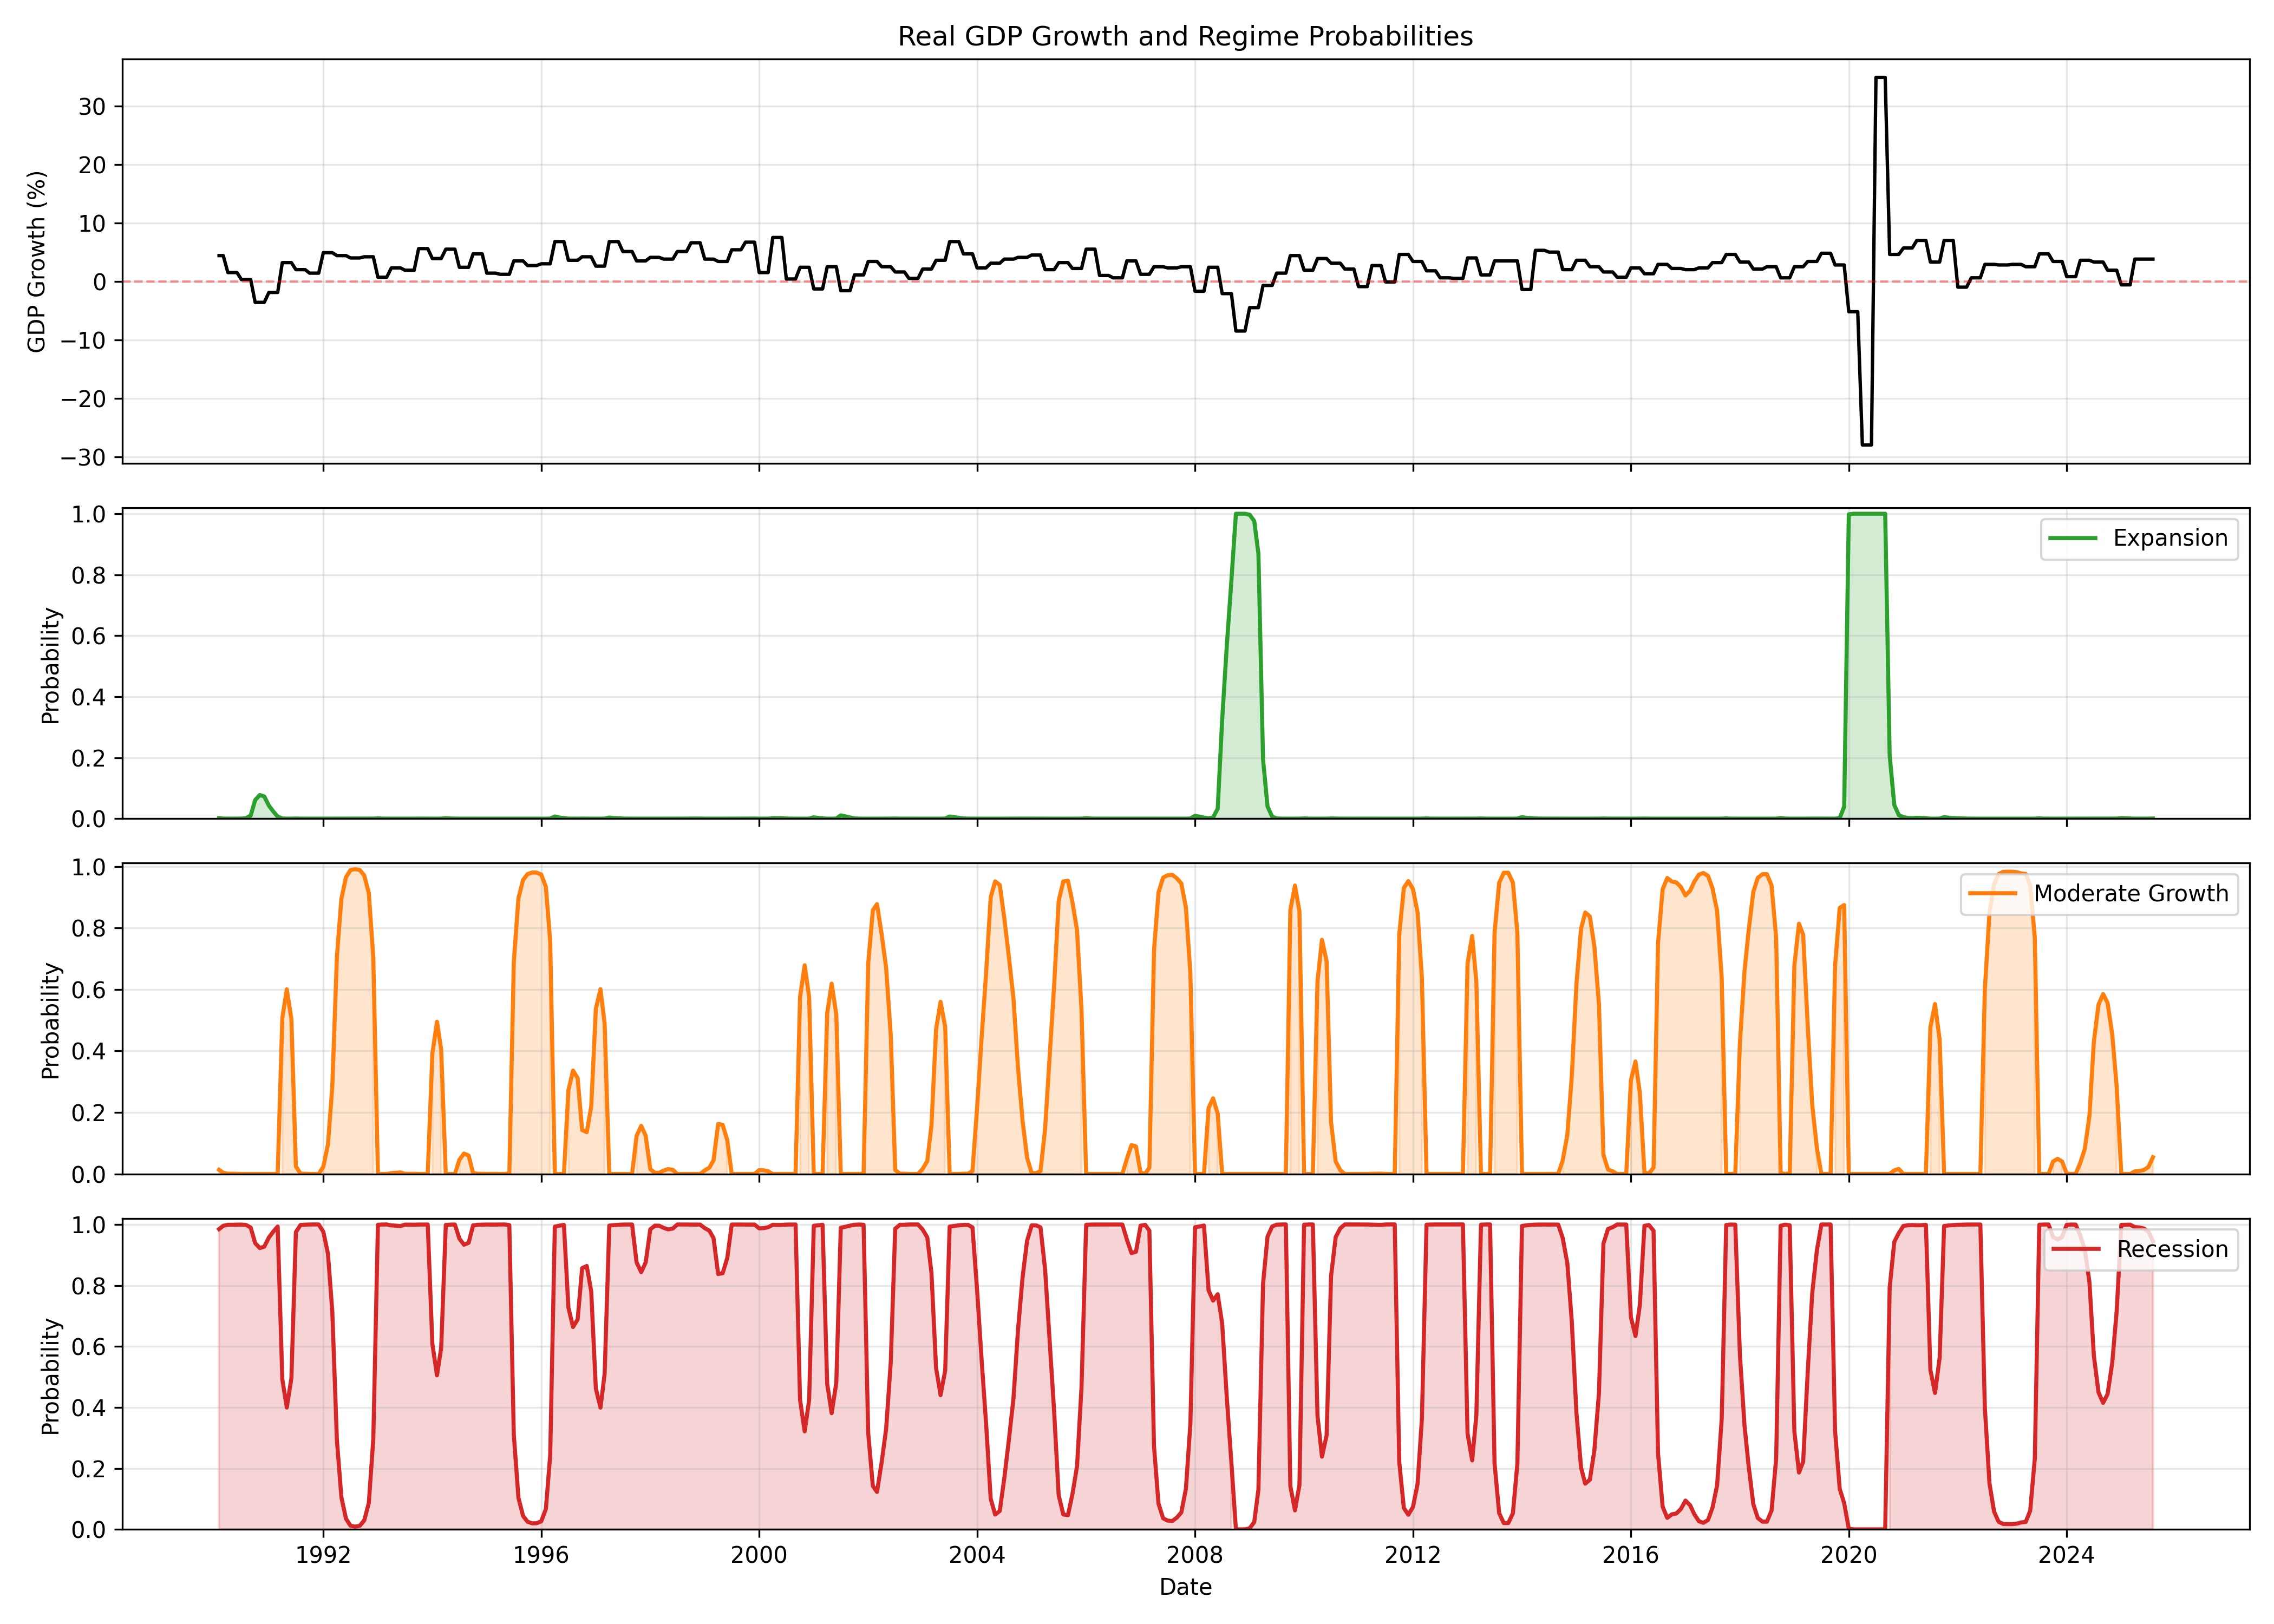 Real GDP Growth and Regime Probabilities
GDP Growth (%)
30
20
10
0
−10
−20
−30
Probability
1.0
0.8
0.6
0.4
0.2
0.0
Expansion
Probability
1.0
0.8
0.6
0.4
0.2
0.0
Moderate Growth
Probability
1.0
0.8
0.6
0.4
0.2
0.0
Recession
1992 1996 2000 2004 2008 2012 2016 2020 2024
Date